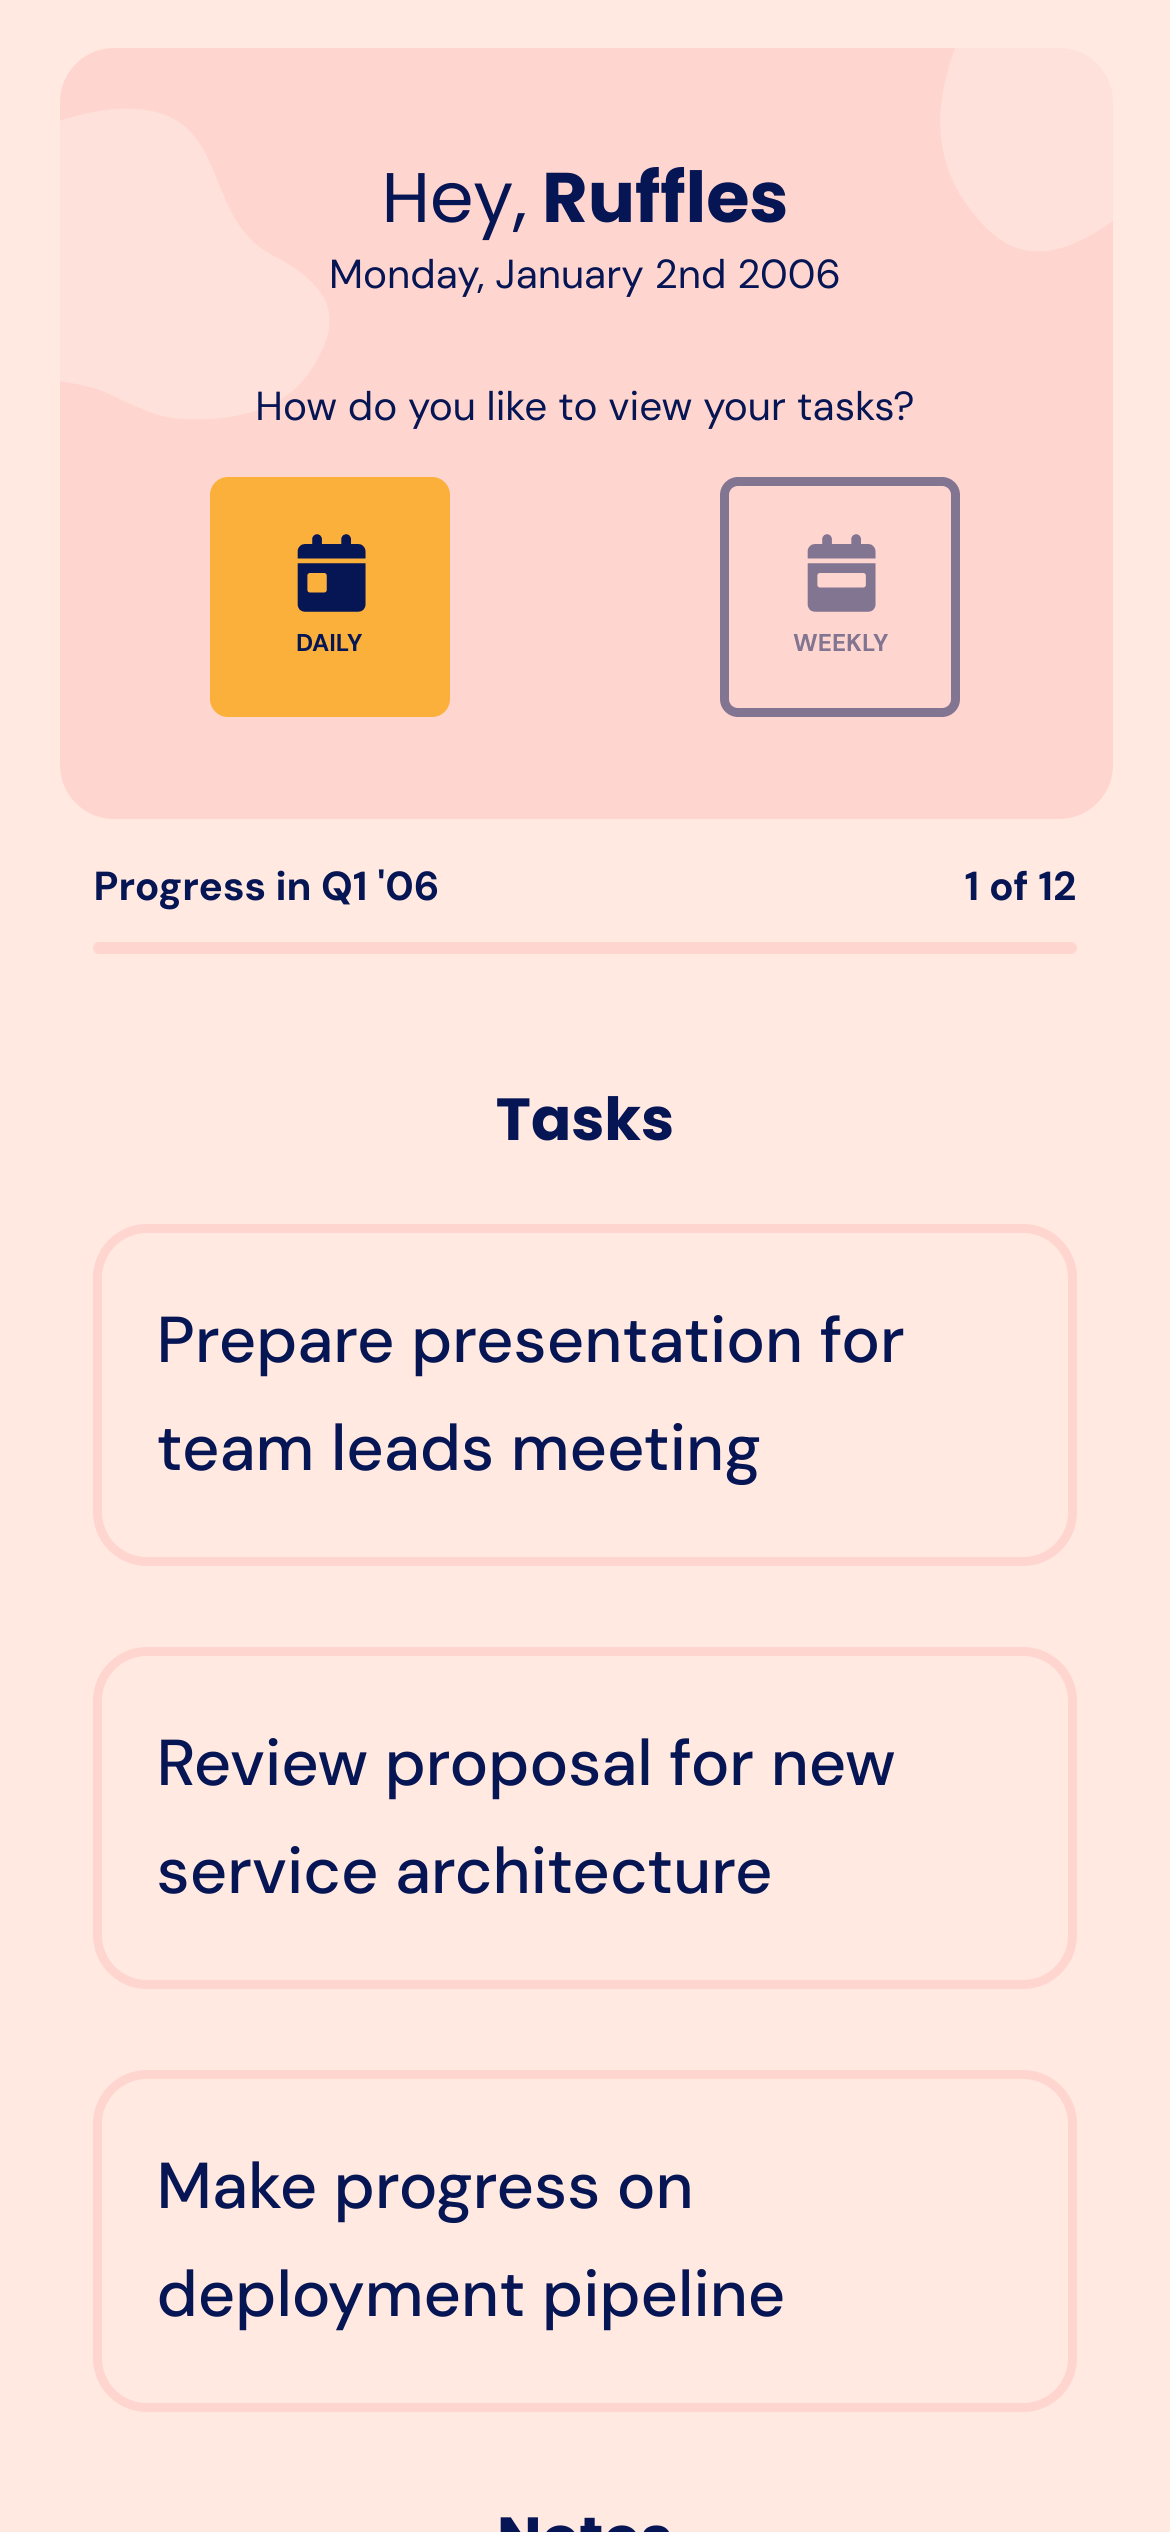 Hey, Ruffles
Monday, January 2nd 2006
How do you like to view your tasks?
DAILY
WEEKLY
Progress in Q1 '06
1 of 12
Tasks
Prepare presentation for
team leads meeting
Review proposal for new
service architecture
Make progress on
deployment pipeline
Notes